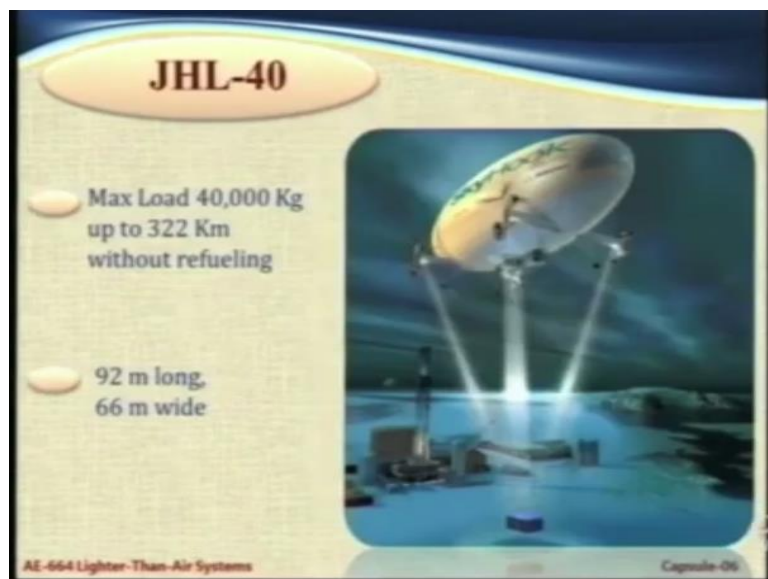 JHL-40
Max Load 40,000 Kg
up to 322 Km
without refueling
92 m long,
66 m wide
AE-664 Lighter-Than-Air Systems
Capsule-06